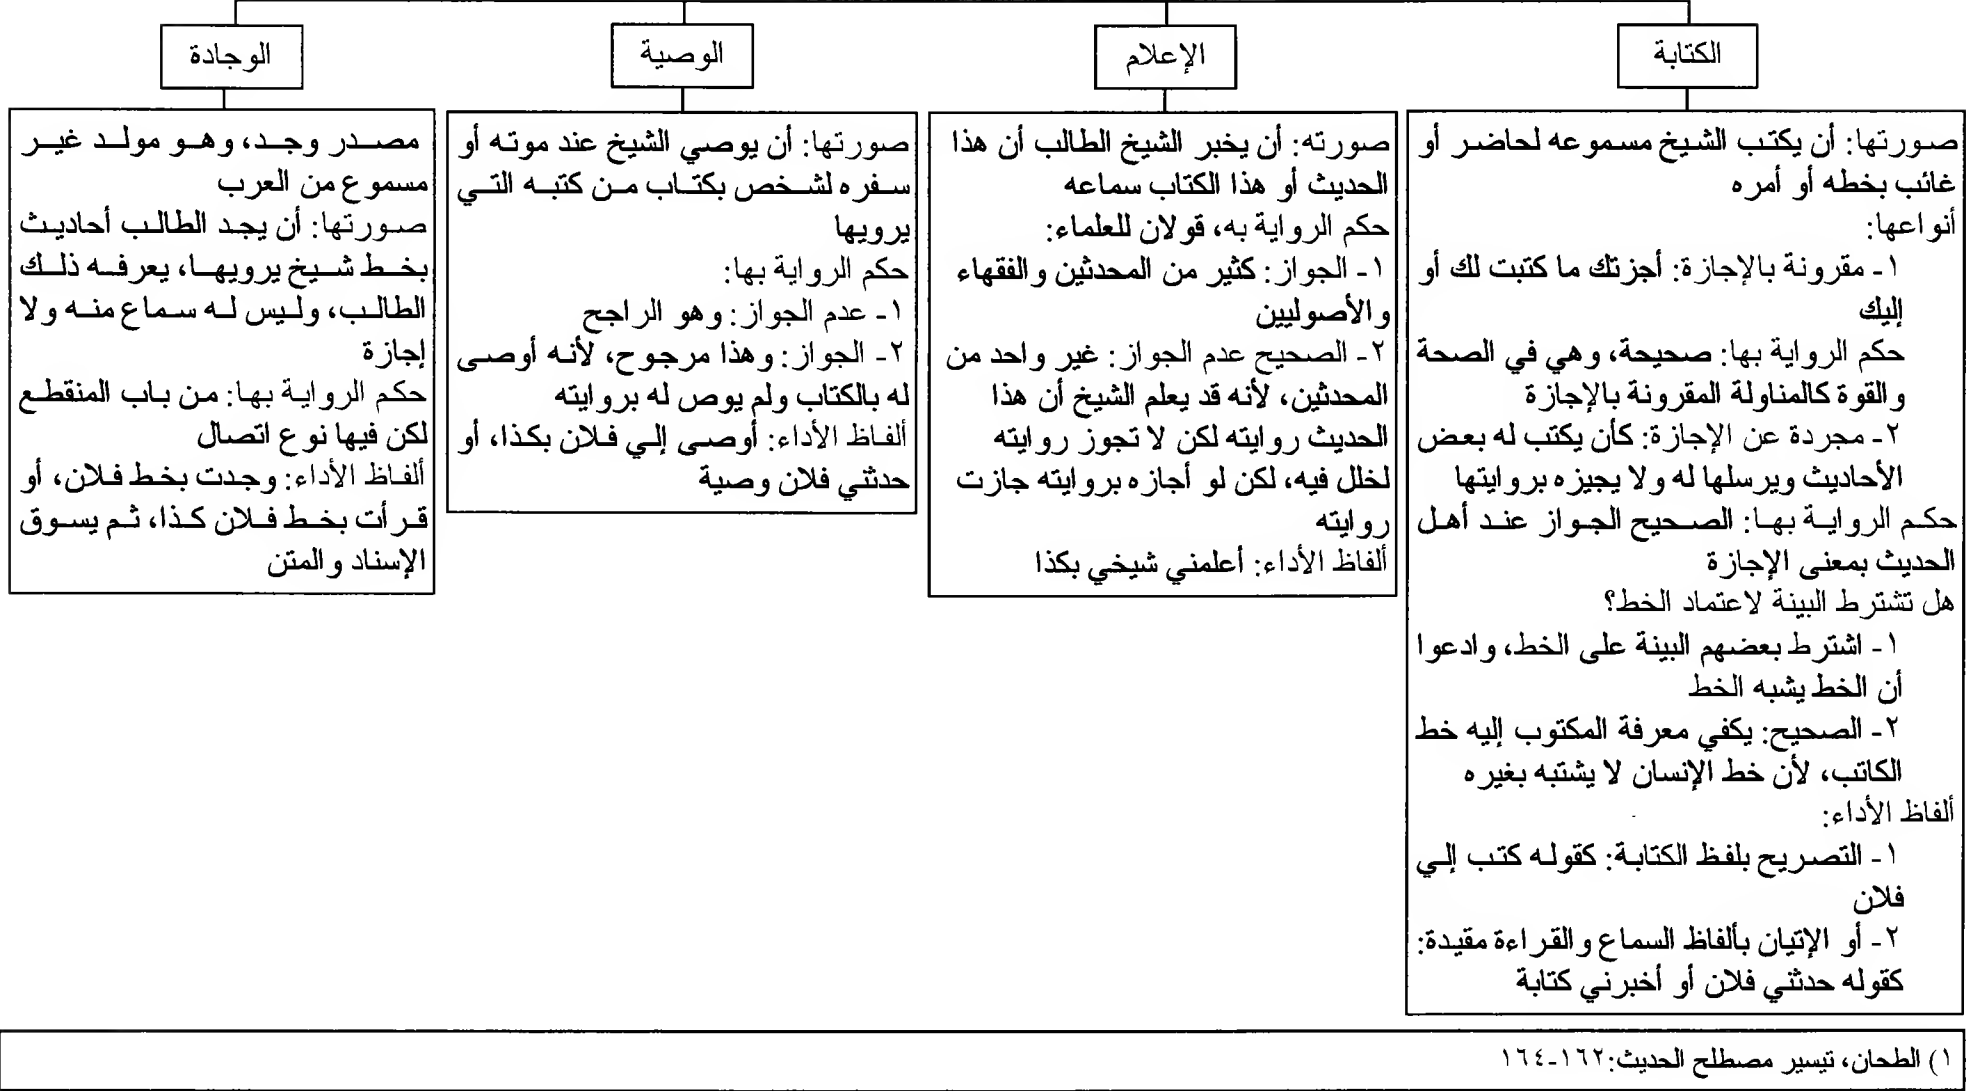 الكتابة
صورتها: أن يكتب الشيخ مسموعه لحاضر أو
غائب بخطه أو أمره
أنواعها:
١- مقرونة بالإجازة: أجزتك ما كتبت لك أو
إليك
حكم الرواية بها: صحيحة، وهي في الصحة
والقوة كالمناولة المقرونة بالإجازة
٢- مجردة عن الإجازة: كأن يكتب له بعض
الأحاديث ويرسلها له ولا يجيزه بروايتها
حكم الرواية بها: الصحيح الجواز عند أهل
الحديث بمعنى الإجازة
هل تشترط البينة لاعتماد الخط؟
١- اشترط بعضهم البينة على الخط، وادعوا
أن الخط يشبه الخط
٢- الصحيح: يكفي معرفة المكتوب إليه خط
الكاتب، لأن خط الإنسان لا يشتبه بغيره
ألفاظ الأداء:
١- التصريح بلفظ الكتابة: كقوله كتب إلي
فلان
٢- أو الإتيان بألفاظ السماع والقراءة مقيدة:
كقوله حدثني فلان أو أخبرني كتابة
الإعلام
صورته: أن يخبر الشيخ الطالب أن هذا
الحديث أو هذا الكتاب سماعه
حكم الرواية به، قولان للعلماء:
١- الجواز: كثير من المحدثين والفقهاء
والأصوليين
٢- الصحيح عدم الجواز: غير واحد من
المحدثين، لأنه قد يعلم الشيخ أن هذا
الحديث روايته لكن لا تجوز روايته
لخلل فيه، لكن لو أجازه بروايته جازت
روايته
ألفاظ الأداء: أعلمني شيخي بكذا
الوصية
صورتها: أن يوصي الشيخ عند موته أو
سفره لشخص بكتاب من كتبه التي
يرويها
حكم الرواية بها:
١- عدم الجواز: وهو الراجح
٢- الجواز: وهذا مرجوح، لأنه أوصى
له بالكتاب ولم يوص له بروايته
ألفاظ الأداء: أوصى إلي فلان بكذا، أو
حدثني فلان وصية
الوجادة
مصدر وجد، وهو مولد غير
مسموع من العرب
صورتها: أن يجد الطالب أحاديث
بخط شيخ يرويها، يعرفه ذلك
الطالب، وليس له سماع منه ولا
إجازة
حكم الرواية بها: من باب المنقطع
لكن فيها نوع اتصال
ألفاظ الأداء: وجدت بخط فلان، أو
قرأت بخط فلان كذا، ثم يسوق
الإسناد والمتن
١) الطحان، تيسير مصطلح الحديث:١٦٢-١٦٤